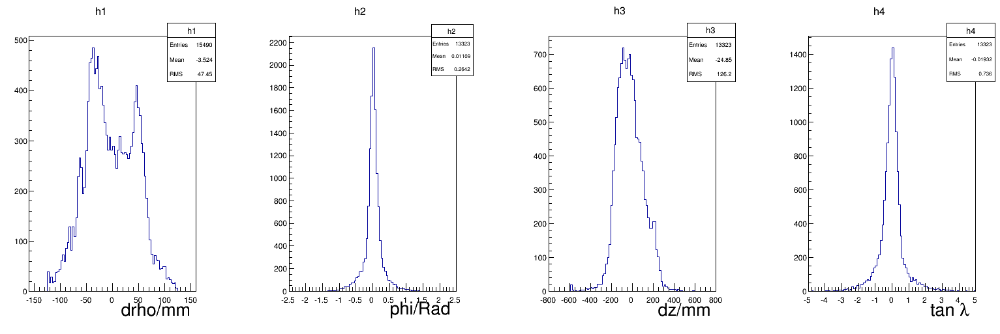 h1
h1
Entries 15490
Mean -3.524
RMS 47.45
500
400
300
200
100
0
-150 -100 -50 0 50 100 150
drho/mm
h2
h2
Entries 13323
Mean 0.01109
RMS 0.2642
2200
2000
1800
1600
1400
1200
1000
800
600
400
200
0
-2.5 -2 -1.5 -1 -0.5 0 0.5 1 1.5 2 2.5
phi/Rad
h3
h3
Entries 13323
Mean -24.85
RMS 126.2
700
600
500
400
300
200
100
0
-800 -600 -400 -200 0 200 400 600 800
dz/mm
h4
h4
Entries 13323
Mean -0.01932
RMS 0.736
1400
1200
1000
800
600
400
200
0
-5 -4 -3 -2 -1 0 1 2 3 4 5
tan λ